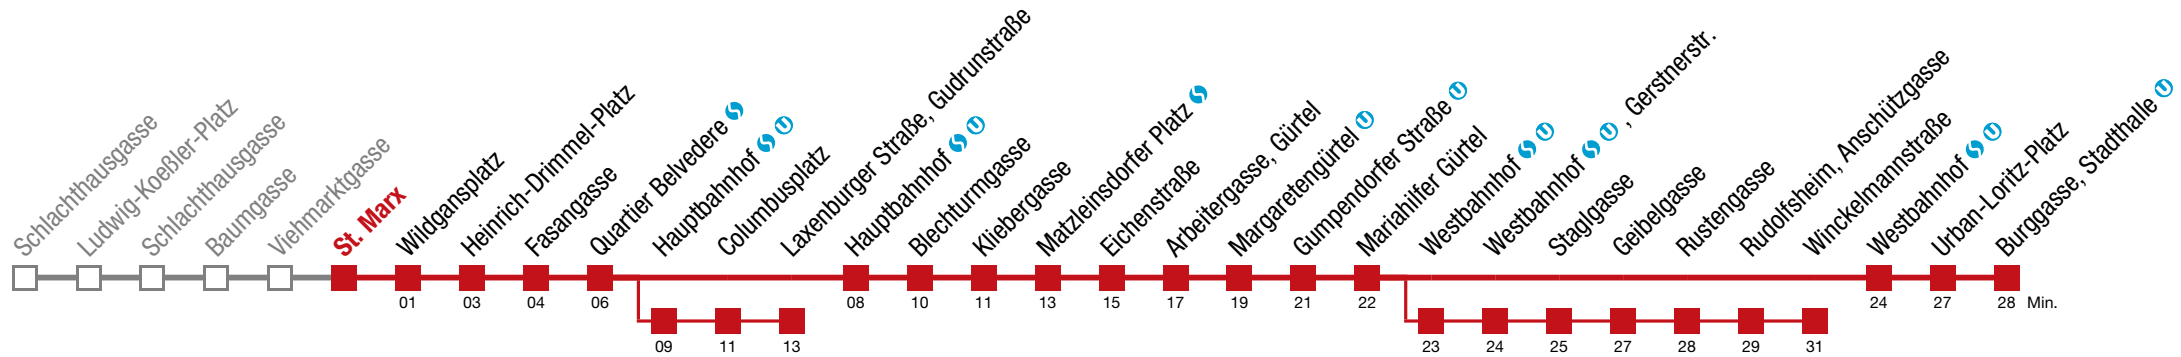 Schlachthausgasse
Ludwig-Koeßler-Platz
Schlachthausgasse
Baumgasse
Viehmarktgasse
St. Marx
Wildgansplatz
Heinrich-Drimmel-Platz
Fasangasse
Quartier Belvedere S
Hauptbahnhof S U
Columbusplatz
Laxenburger Straße, Gudrunstraße
Hauptbahnhof S U
Blechturmgasse
Kliebergasse
Matzleinsdorfer Platz S
Eichenstraße
Arbeitergasse, Gürtel
Margaretengürtel U
Gumpendorfer Straße U
Mariahilfer Gürtel
Westbahnhof S U
Westbahnhof S U , Gerstnerstr.
Staglgasse
Geibelgasse
Rustengasse
Rudolfsheim, Anschützgasse
Winckelmannstraße
Westbahnhof S U
Urban-Loritz-Platz
Burggasse, Stadthalle U
01 03 04 06 08 10 11 13 15 17 19 21 22 24 27 28 Min.
09 11 13 23 24 25 27 28 29 31